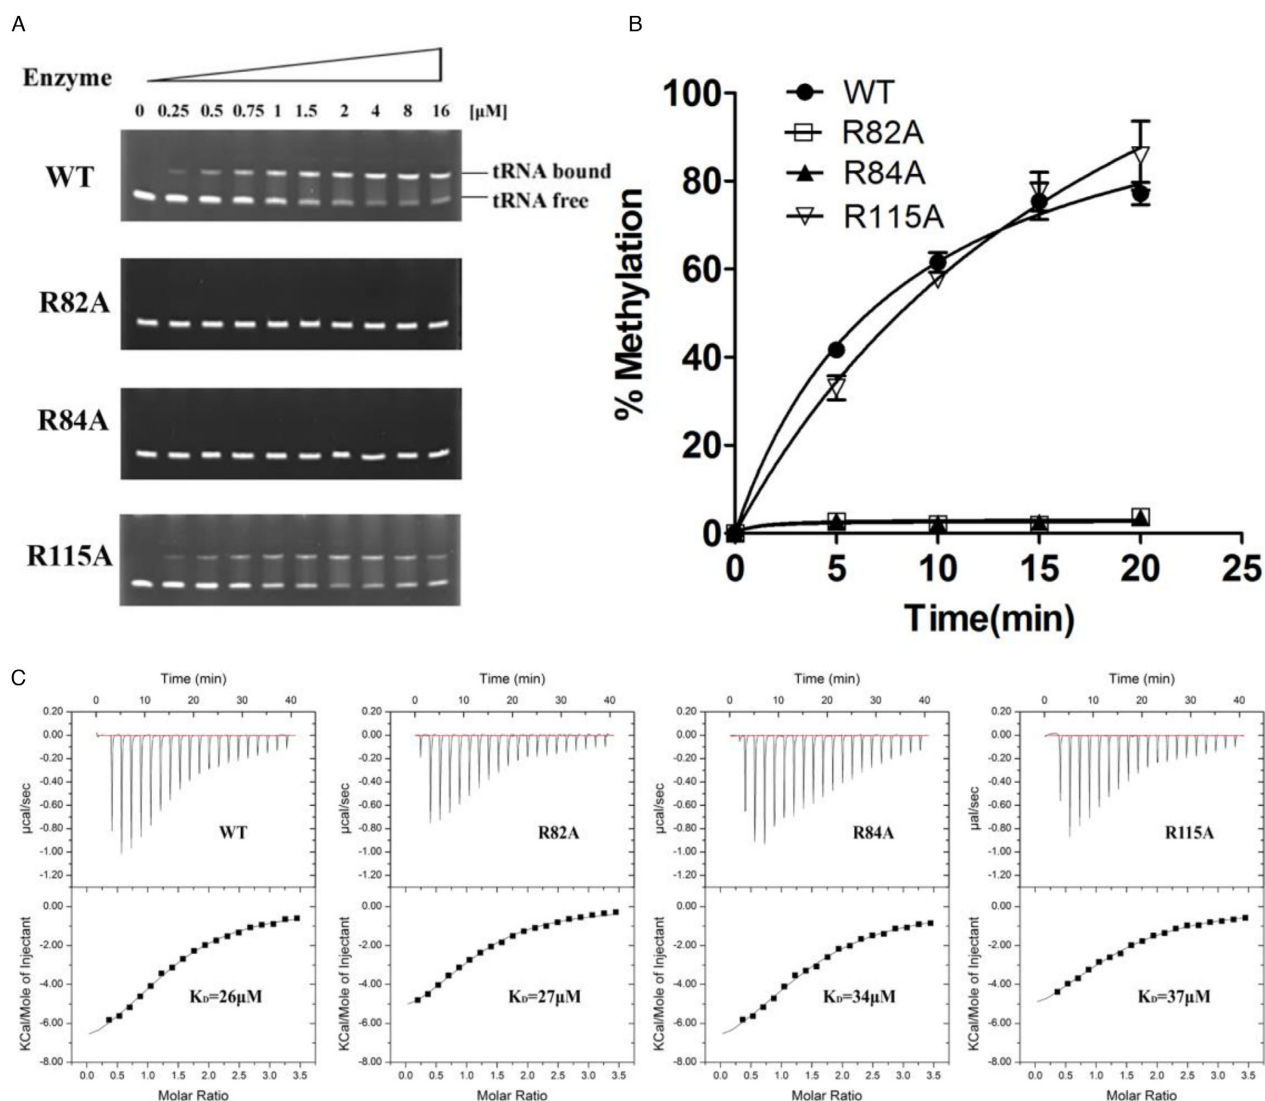 A
Enzyme
0 0.25 0.5 0.75 1 1.5 2 4 8 16 [µM]
WT
tRNA bound
tRNA free
R82A
R84A
R115A
B
100
80
60
40
20
0
% Methylation
WT
R82A
R84A
R115A
0 5 10 15 20 25
Time(min)
C
Time (min)
0 10 20 30 40
0.20
0.00
-0.20
-0.40
-0.60
-0.80
-1.00
-1.20
µcal/sec
WT
0.00
-2.00
-4.00
-6.00
-8.00
KCal/Mole of Injectant
KD=26µM
0.0 0.5 1.0 1.5 2.0 2.5 3.0 3.5
Molar Ratio
Time (min)
0 10 20 30 40
0.20
0.00
-0.20
-0.40
-0.60
-0.80
-1.00
-1.20
µcal/sec
R82A
0.00
-2.00
-4.00
-6.00
-8.00
KCal/Mole of Injectant
KD=27µM
0.0 0.5 1.0 1.5 2.0 2.5 3.0 3.5
Molar Ratio
Time (min)
0 10 20 30 40
0.20
0.00
-0.20
-0.40
-0.60
-0.80
-1.00
-1.20
µcal/sec
R84A
0.00
-2.00
-4.00
-6.00
-8.00
KCal/Mole of Injectant
KD=34µM
0.0 0.5 1.0 1.5 2.0 2.5 3.0 3.5
Molar Ratio
Time (min)
0 10 20 30 40
0.20
0.00
-0.20
-0.40
-0.60
-0.80
-1.00
-1.20
µal/sec
R115A
0.00
-2.00
-4.00
-6.00
-8.00
KCal/Mole of Injectant
KD=37µM
0.0 0.5 1.0 1.5 2.0 2.5 3.0 3.5
Molar Ratio